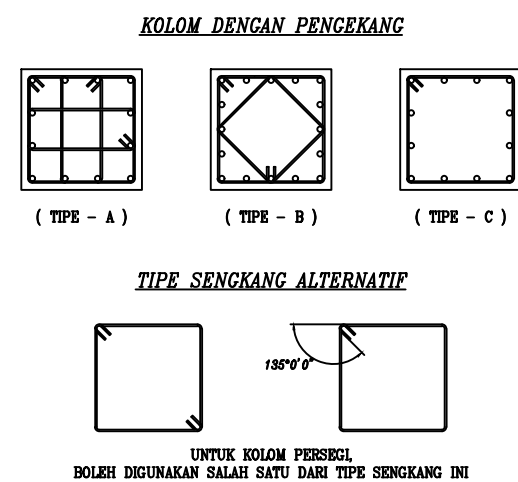 KOLOM DENGAN PENGEKANG
( TIPE - A )
( TIPE - B )
( TIPE - C )
TIPE SENGKANG ALTERNATIF
135°0'0"
UNTUK KOLOM PERSEGI,
BOLEH DIGUNAKAN SALAH SATU DARI TIPE SENGKANG INI